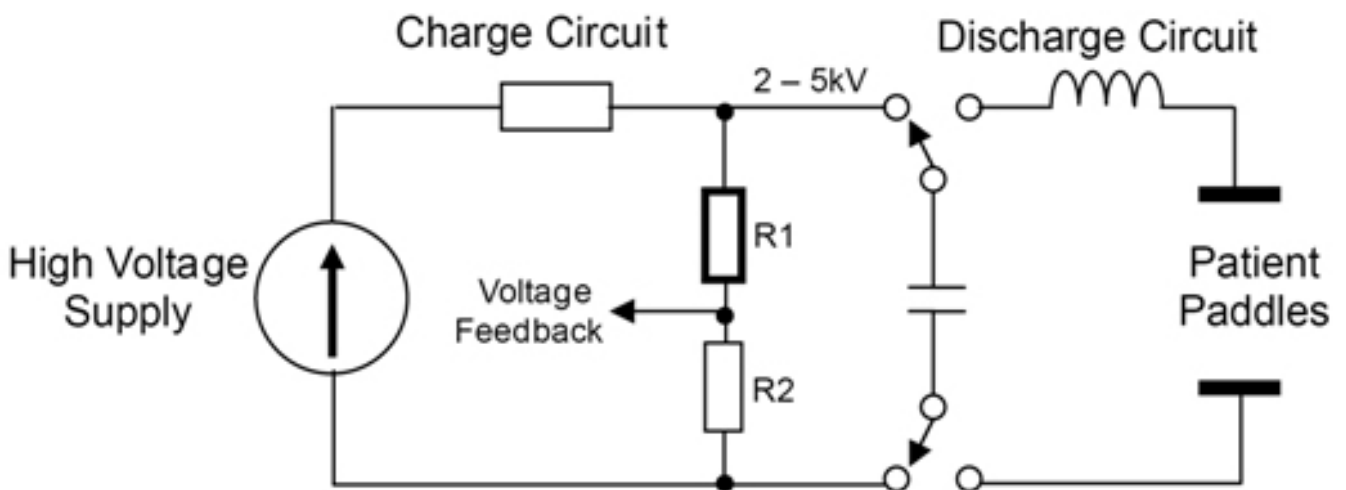 Charge Circuit
Discharge Circuit
2 – 5kV
R1
High Voltage
Supply
Voltage
Feedback
Patient
Paddles
R2